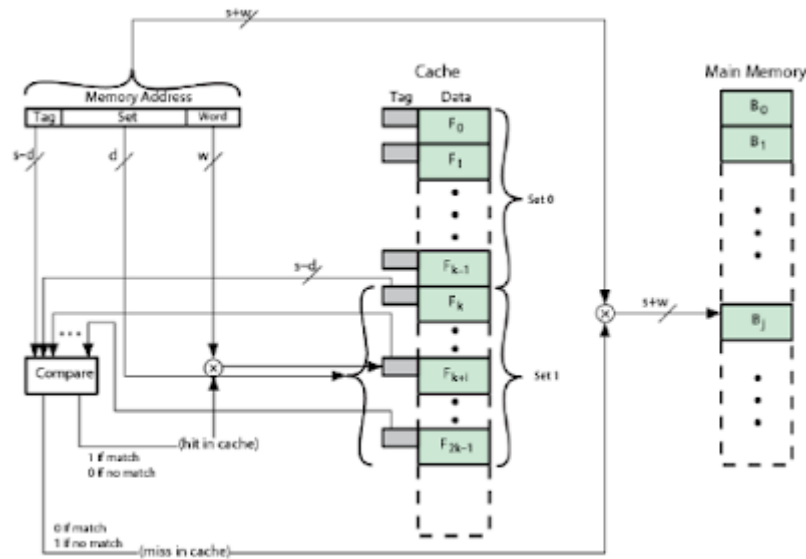 s+w
Cache
Main Memory
Memory Address
Tag Data
Tag Set Word
F0
B0
F1
B1
s-d
d
w
Set 0
s-d
Fk-1
Fk
s+w
Bj
Compare
Fk+i
Set 1
(hit in cache)
F2k-1
1 if match
0 if no match
0 if match
1 if no match
(miss in cache)